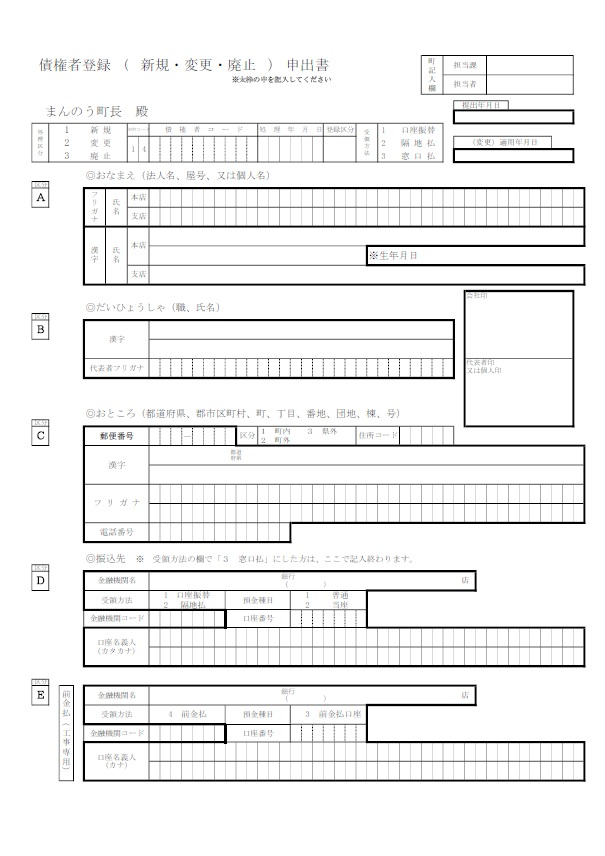 債権者登録 （ 新規・変更・廃止 ） 申出書
※太枠の中を記入してください
町記入欄
担当課
担当者
まんのう町長 殿
提出年月日
（変更）適用年月日
処理区分
1 新規
2 変更
3 廃止
債権者コード
1 4
処理年月日
登録区分
受領方法
1 口座振替
2 隔地払
3 窓口払
区分
A
◎おなまえ（法人名、屋号、又は個人名）
フリガナ
氏名
本店
支店
漢字
氏名
本店
※生年月日
支店
会社印
代表者印
又は個人印
区分
B
◎だいひょうしゃ（職、氏名）
漢字
代表者フリガナ
区分
C
◎おところ（都道府県、郡市区町村、町、丁目、番地、団地、棟、号）
郵便番号
―
区分
1 町内 3 県外
2 町外
住所コード
漢字
都道
府県
フリガナ
電話番号
区分
D
◎振込先 ※ 受領方法の欄で「３ 窓口払」にした方は、ここで記入終わります。
金融機関名
銀行
（ ）
店
受領方法
1 口座振替
2 隔地払
預金種目
1 普通
2 当座
金融機関コード
口座番号
口座名義人
（カタカナ）
区分
E
前金払（工事専用）
金融機関名
銀行
（ ）
店
受領方法
4 前金払
預金種目
3 前金払口座
金融機関コード
口座番号
口座名義人
（カナ）